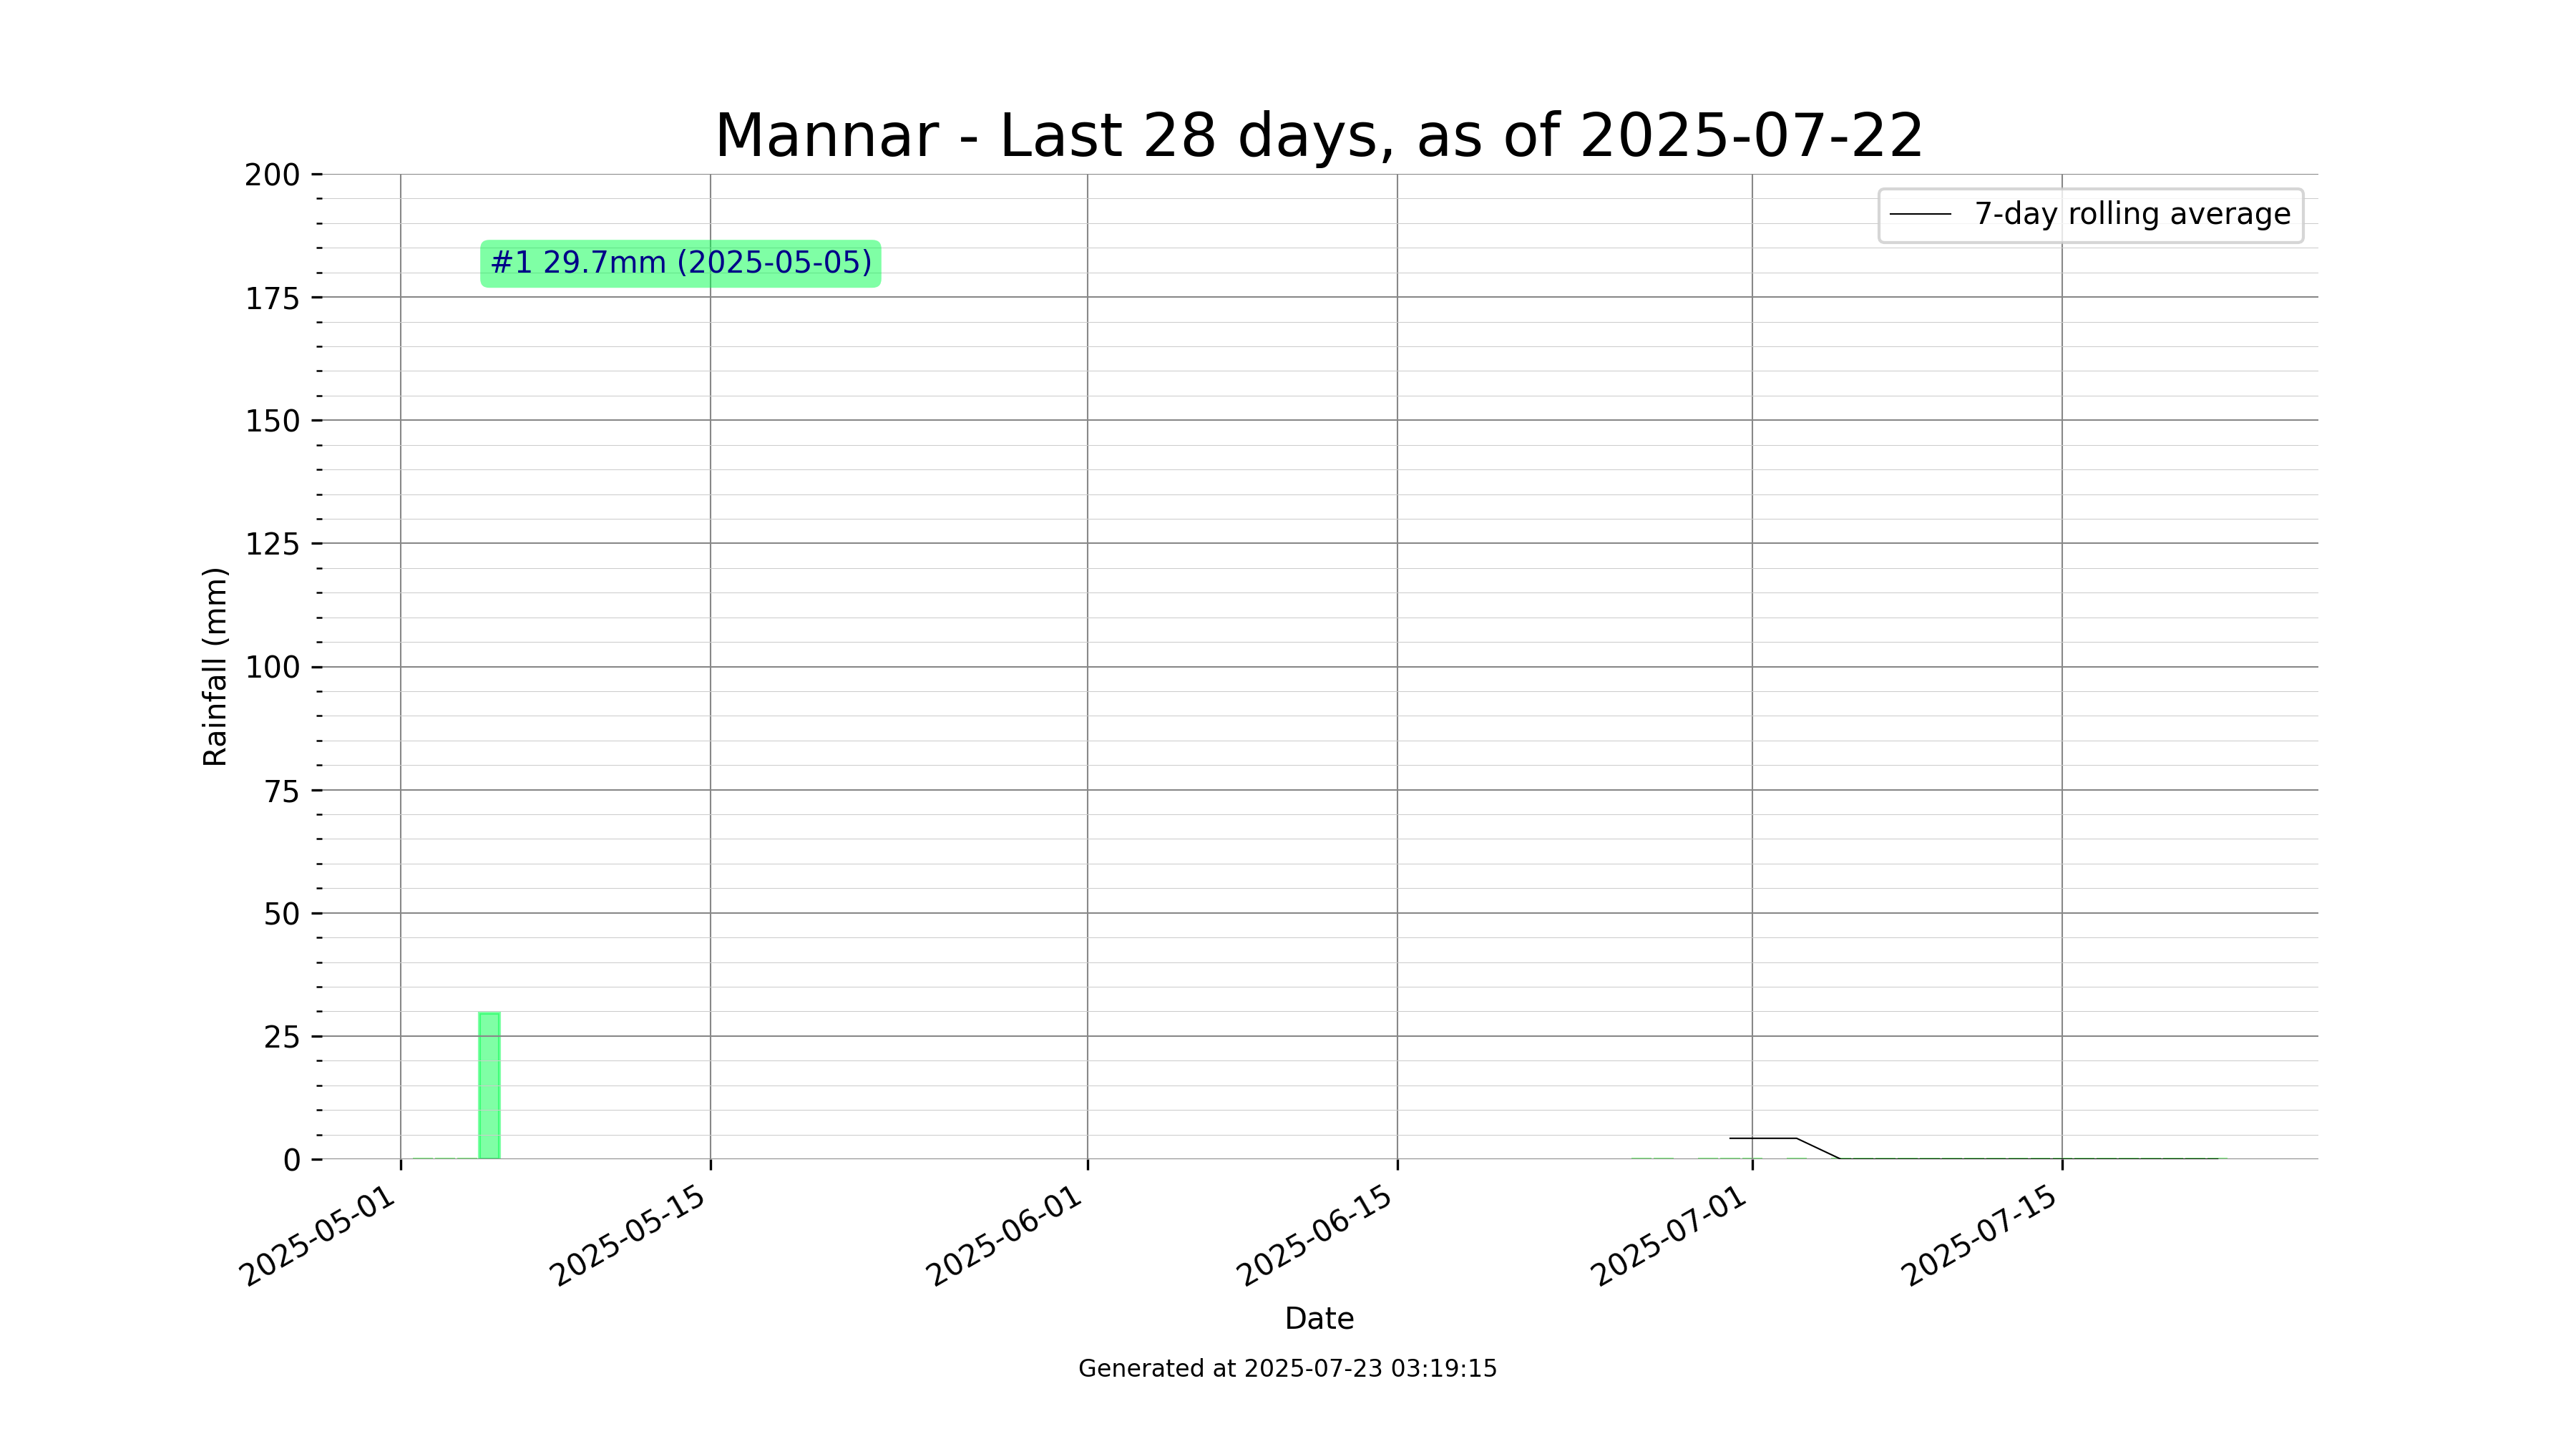 Mannar - Last 28 days, as of 2025-07-22
7-day rolling average
#1 29.7mm (2025-05-05)
Rainfall (mm)
200
175
150
125
100
75
50
25
0
2025-05-01
2025-05-15
2025-06-01
2025-06-15
2025-07-01
2025-07-15
Date
Generated at 2025-07-23 03:19:15